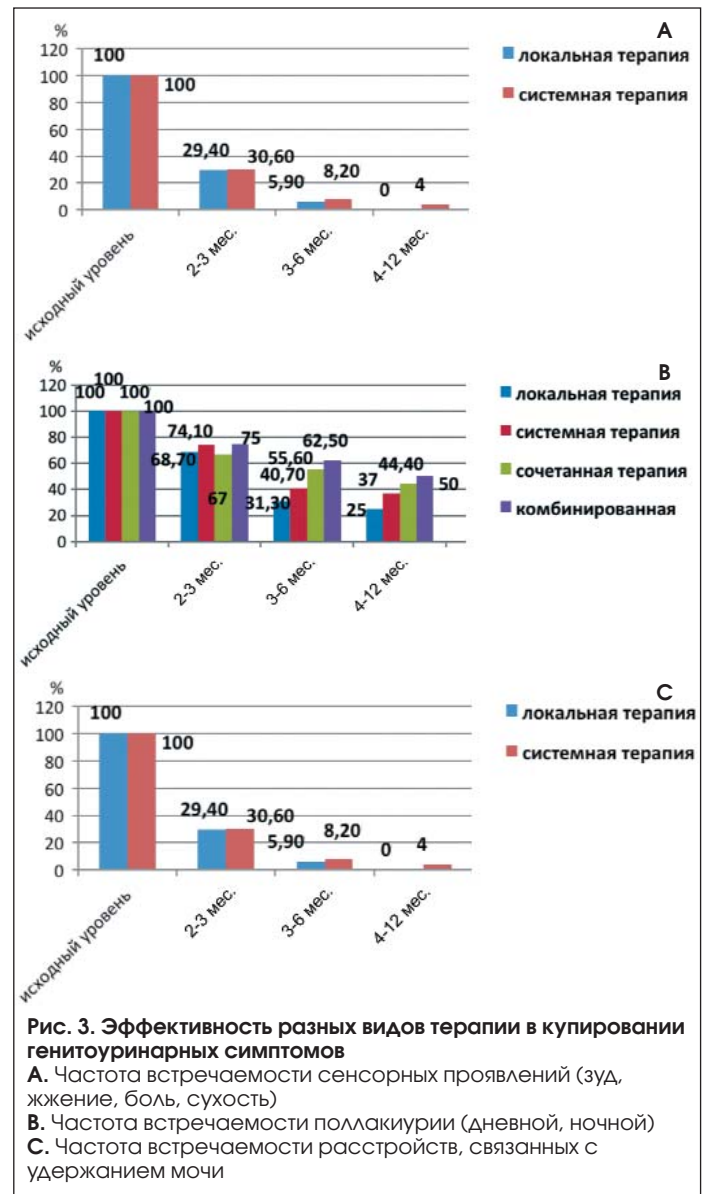 %
A
120
100
100
100
80
60
40
20
0
29,40
30,60
5,90
8,20
0
4
локальная терапия
системная терапия
исходный уровень
2-3 мес.
3-6 мес.
4-12 мес.
%
B
120
100
80
60
40
20
0
100
100
100
100
68,70
74,10
67
75
31,30
40,70
55,60
62,50
25
37
44,40
50
локальная терапия
системная терапия
сочетанная терапия
комбинированная
исходный уровень
2-3 мес.
3-6 мес.
4-12 мес.
%
C
120
100
100
100
80
60
40
20
0
29,40
30,60
5,90
8,20
0
4
локальная терапия
системная терапия
исходный уровень
2-3 мес.
3-6 мес.
4-12 мес.
Рис. 3. Эффективность разных видов терапии в купировании
генитоуринарных симптомов
A. Частота встречаемости сенсорных проявлений (зуд,
жжение, боль, сухость)
B. Частота встречаемости поллакиурии (дневной, ночной)
C. Частота встречаемости расстройств, связанных с
удержанием мочи